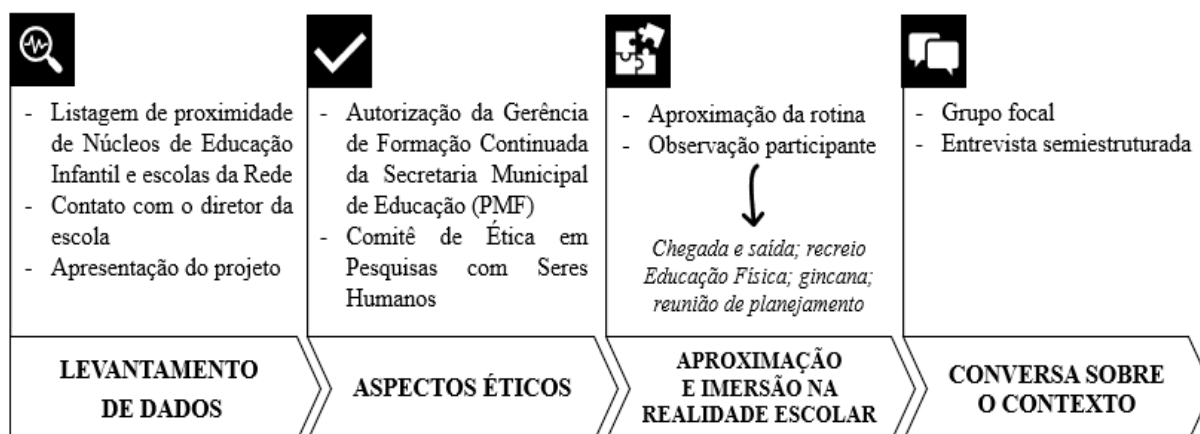 - Listagem de proximidade
de Núcleos de Educação
Infantil e escolas da Rede
- Contato com o diretor da
escola
- Apresentação do projeto
LEVANTAMENTO
DE DADOS
- Autorização da Gerência
de Formação Continuada
da Secretaria Municipal
de Educação (PMF)
- Comitê de Ética em
Pesquisas com Seres
Humanos
ASPECTOS ÉTICOS
- Aproximação da rotina
- Observação participante
Chegada e saída; recreio
Educação Física; gincana;
reunião de planejamento
APROXIMAÇÃO
E IMERSÃO NA
REALIDADE ESCOLAR
- Grupo focal
- Entrevista semiestruturada
CONVERSA SOBRE
O CONTEXTO